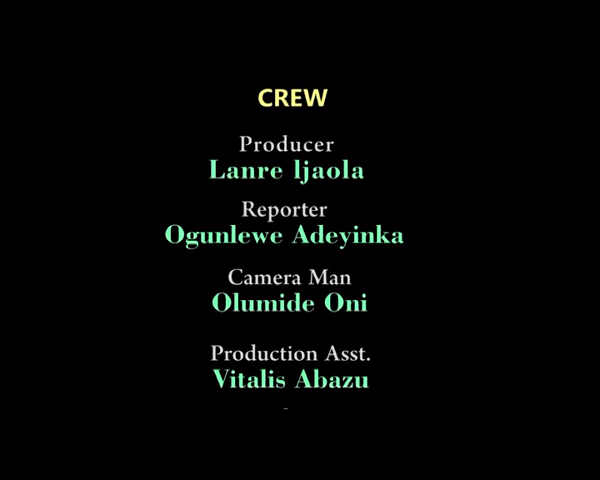 CREW
Producer
Lanre Ijaola
Reporter
Ogunlewe Adeyinka
Camera Man
Olumide Oni
Production Asst.
Vitalis Abazu